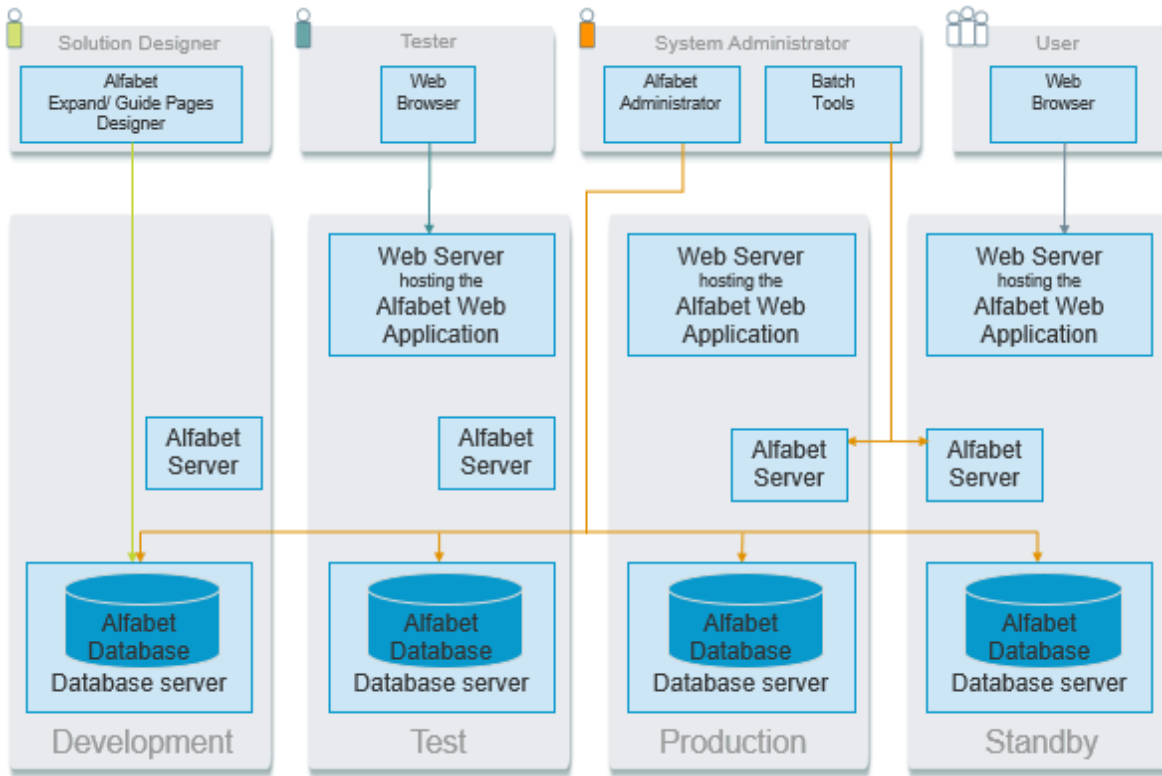 Solution Designer
Alfabet
Expand/ Guide Pages
Designer
Tester
Web
Browser
System Administrator
Alfabet
Administrator
Batch
Tools
User
Web
Browser
Web Server
hosting the
Alfabet Web
Application
Web Server
hosting the
Alfabet Web
Application
Web Server
hosting the
Alfabet Web
Application
Alfabet
Server
Alfabet
Server
Alfabet
Server
Alfabet
Server
Alfabet
Database
Database server
Alfabet
Database
Database server
Alfabet
Database
Database server
Alfabet
Database
Database server
Development
Test
Production
Standby